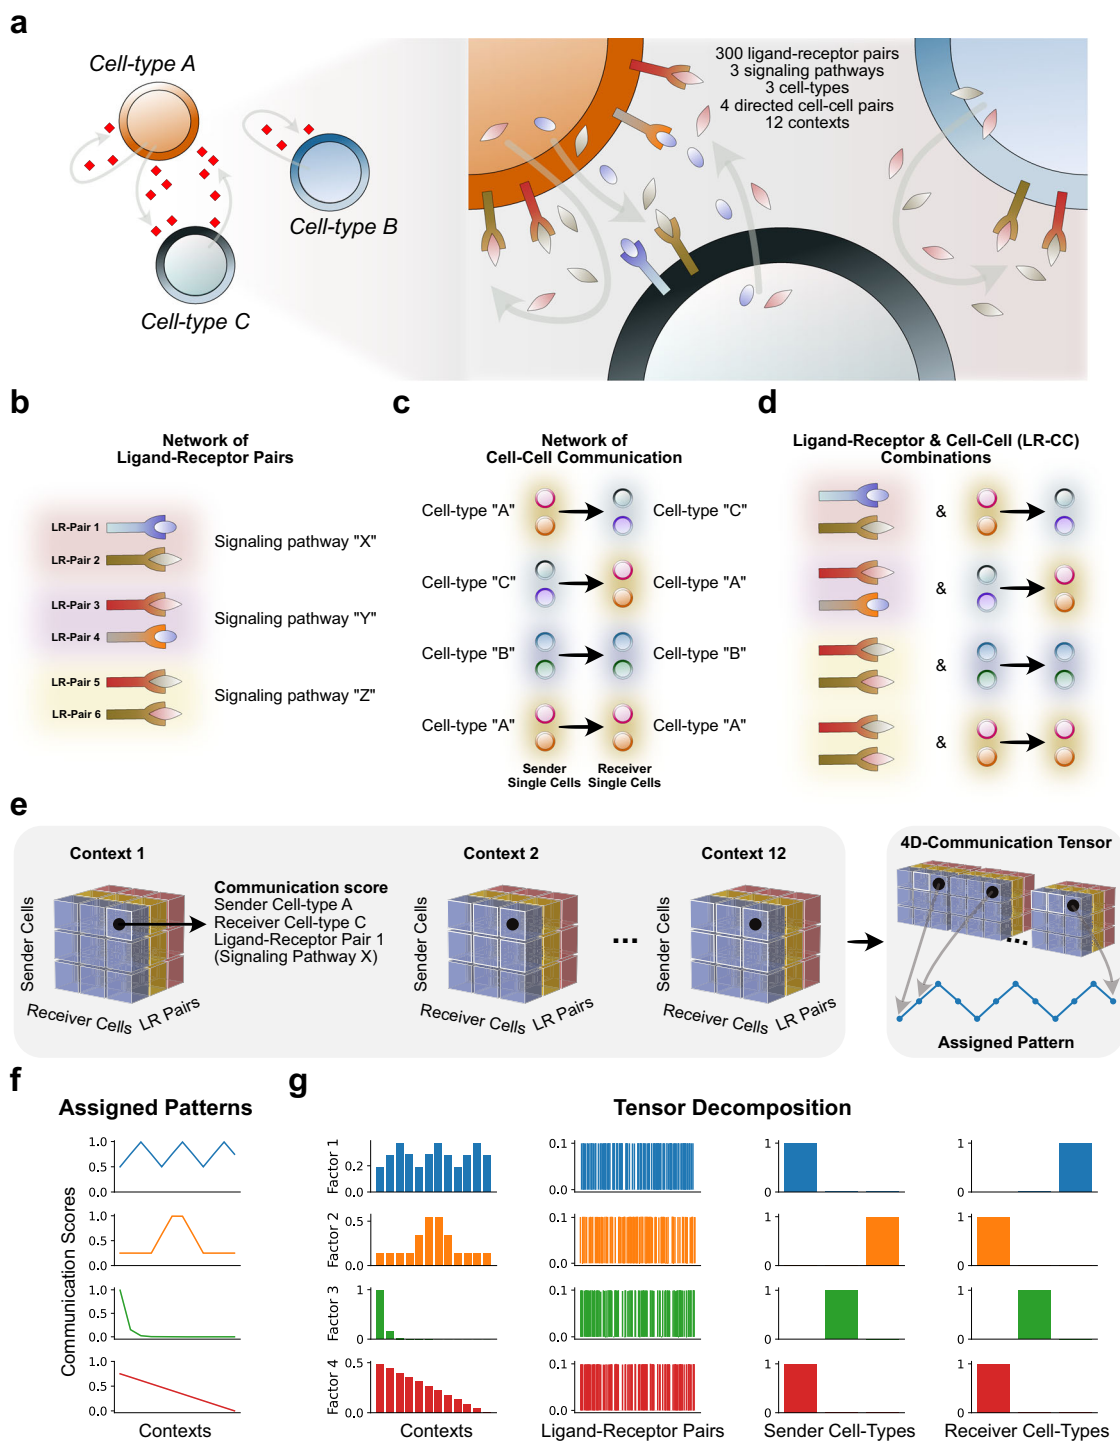 a
Cell-type A
Cell-type B
Cell-type C
300 ligand-receptor pairs
3 signaling pathways
3 cell-types
4 directed cell-cell pairs
12 contexts
b
Network of
Ligand-Receptor Pairs
LR-Pair 1
LR-Pair 2
Signaling pathway "X"
LR-Pair 3
LR-Pair 4
Signaling pathway "Y"
LR-Pair 5
LR-Pair 6
Signaling pathway "Z"
c
Network of
Cell-Cell Communication
Cell-type "A"
Cell-type "C"
Cell-type "C"
Cell-type "A"
Cell-type "B"
Cell-type "B"
Cell-type "A"
Cell-type "A"
Sender
Single Cells
Receiver
Single Cells
d
Ligand-Receptor & Cell-Cell (LR-CC)
Combinations
&
&
&
&
e
Context 1
Sender Cells
Receiver Cells
LR Pairs
Communication score
Sender Cell-type A
Receiver Cell-type C
Ligand-Receptor Pair 1
(Signaling Pathway X)
Context 2
Sender Cells
Receiver Cells
LR Pairs
...
Context 12
Sender Cells
Receiver Cells
LR Pairs
4D-Communication Tensor
...
Assigned Pattern
f
Assigned Patterns
Communication Scores
1.0
0.5
0.0
1.0
0.5
0.0
1.0
0.5
0.0
1.0
0.5
0.0
Contexts
g
Tensor Decomposition
Factor 1
0.2
0.0
0.1
0.0
1
0
1
0
Factor 2
0.5
0.0
0.1
0.0
1
0
1
0
Factor 3
1
0
0.1
0.0
1
0
1
0
Factor 4
0.5
0.0
0.1
0.0
1
0
1
0
Contexts
Ligand-Receptor Pairs
Sender Cell-Types
Receiver Cell-Types